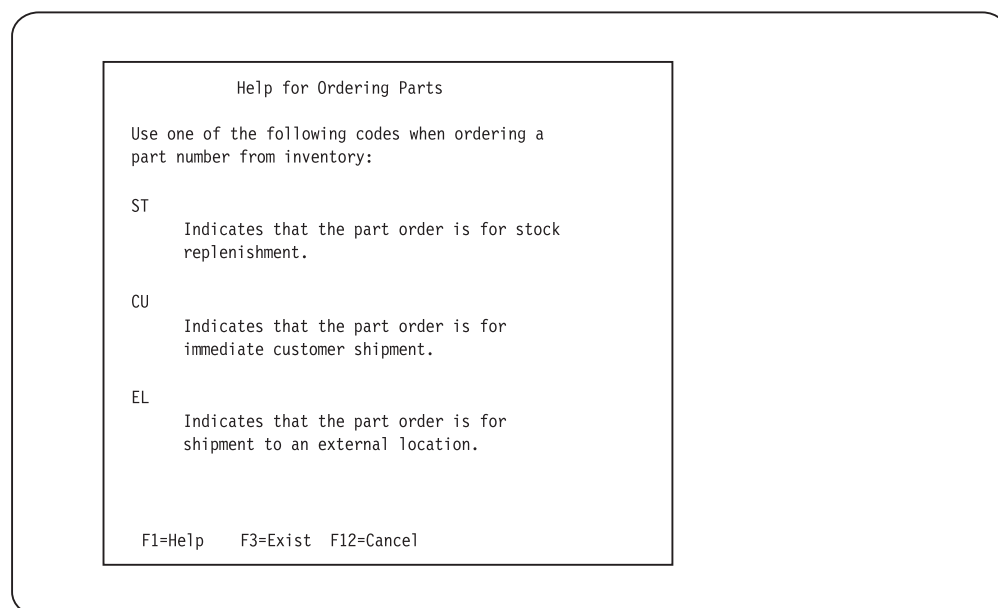 Help for Ordering Parts
Use one of the following codes when ordering a
part number from inventory:
ST
Indicates that the part order is for stock
replenishment.
CU
Indicates that the part order is for
immediate customer shipment.
EL
Indicates that the part order is for
shipment to an external location.
F1=Help F3=Exist F12=Cancel